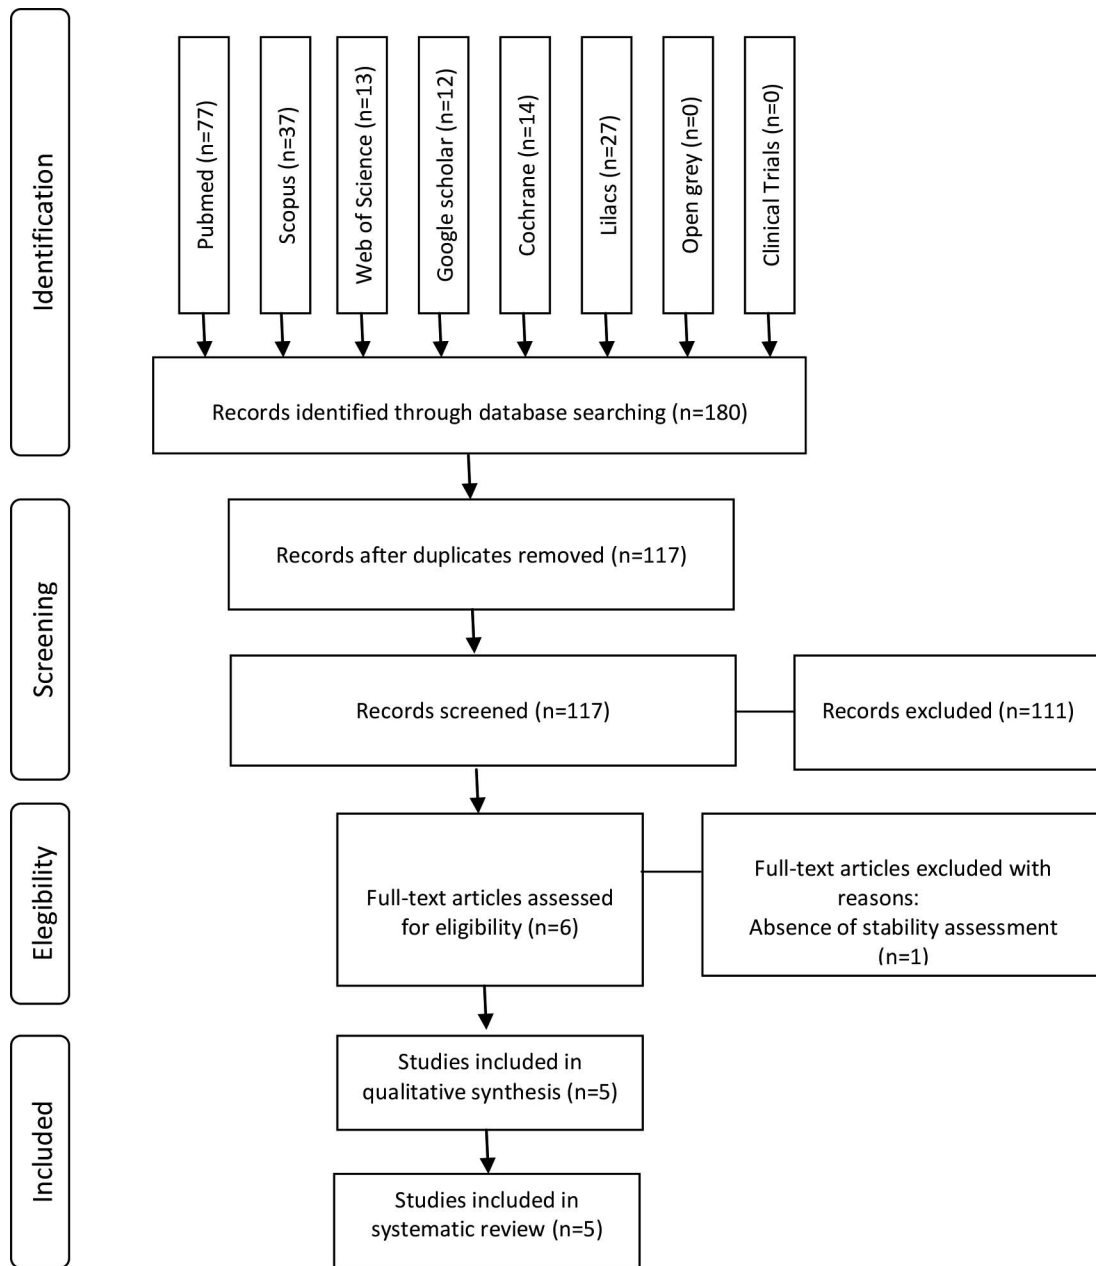 Identification
Pubmed (n=77)
Scopus (n=37)
Web of Science (n=13)
Google scholar (n=12)
Cochrane (n=14)
Lilacs (n=27)
Open grey (n=0)
Clinical Trials (n=0)
Records identified through database searching (n=180)
Screening
Records after duplicates removed (n=117)
Records screened (n=117)
Records excluded (n=111)
Elegibility
Full-text articles assessed
for eligibility (n=6)
Full-text articles excluded with
reasons:
Absence of stability assessment
(n=1)
Included
Studies included in
qualitative synthesis (n=5)
Studies included in
systematic review (n=5)